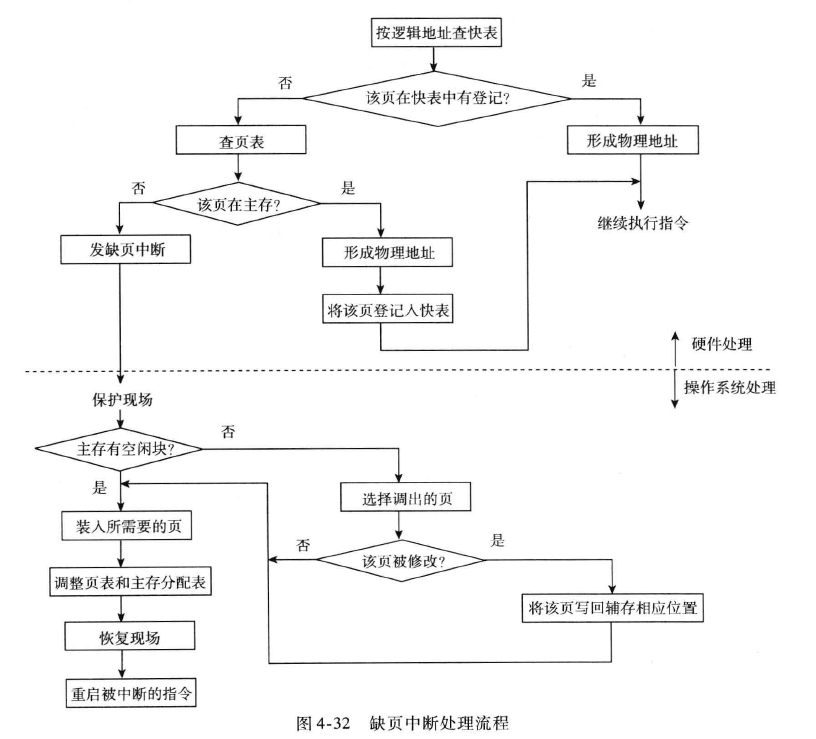 按逻辑地址查快表
该页在快表中有登记?
否
是
查页表
形成物理地址
该页在主存?
否
是
继续执行指令
发缺页中断
形成物理地址
将该页登记入快表
硬件处理
操作系统处理
保护现场
主存有空闲块?
否
是
选择调出的页
装入所需要的页
该页被修改?
否
是
调整页表和主存分配表
将该页写回辅存相应位置
恢复现场
重启被中断的指令
图 4-32 缺页中断处理流程